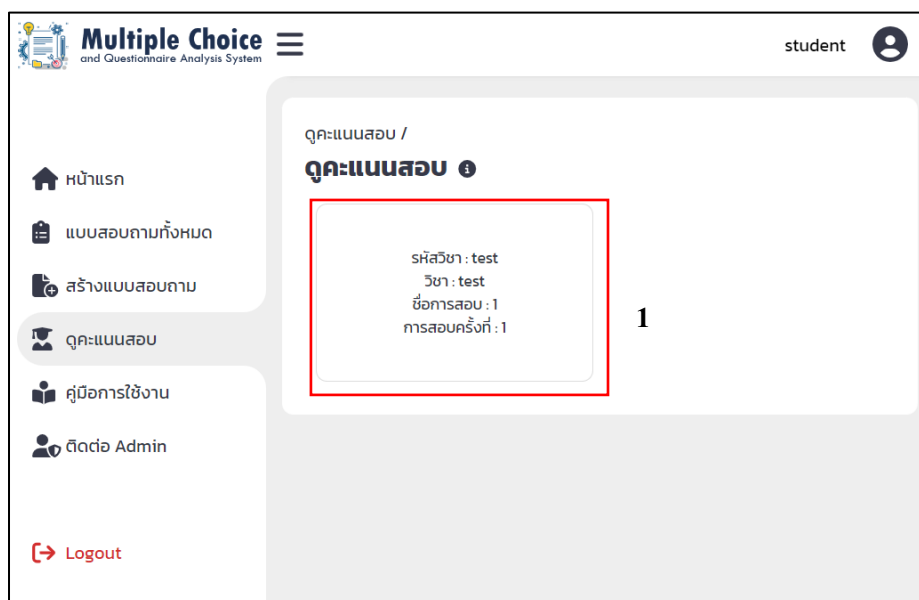 Multiple Choice
and Questionnaire Analysis System
student
ดูคะแนนสอบ /
ดูคะแนนสอบ
หน้าแรก
แบบสอบถามทั้งหมด
สร้างแบบสอบถาม
ดูคะแนนสอบ
คู่มือการใช้งาน
ติดต่อ Admin
Logout
รหัสวิชา : test
วิชา : test
ชื่อการสอบ : 1
การสอบครั้งที่ : 1
1